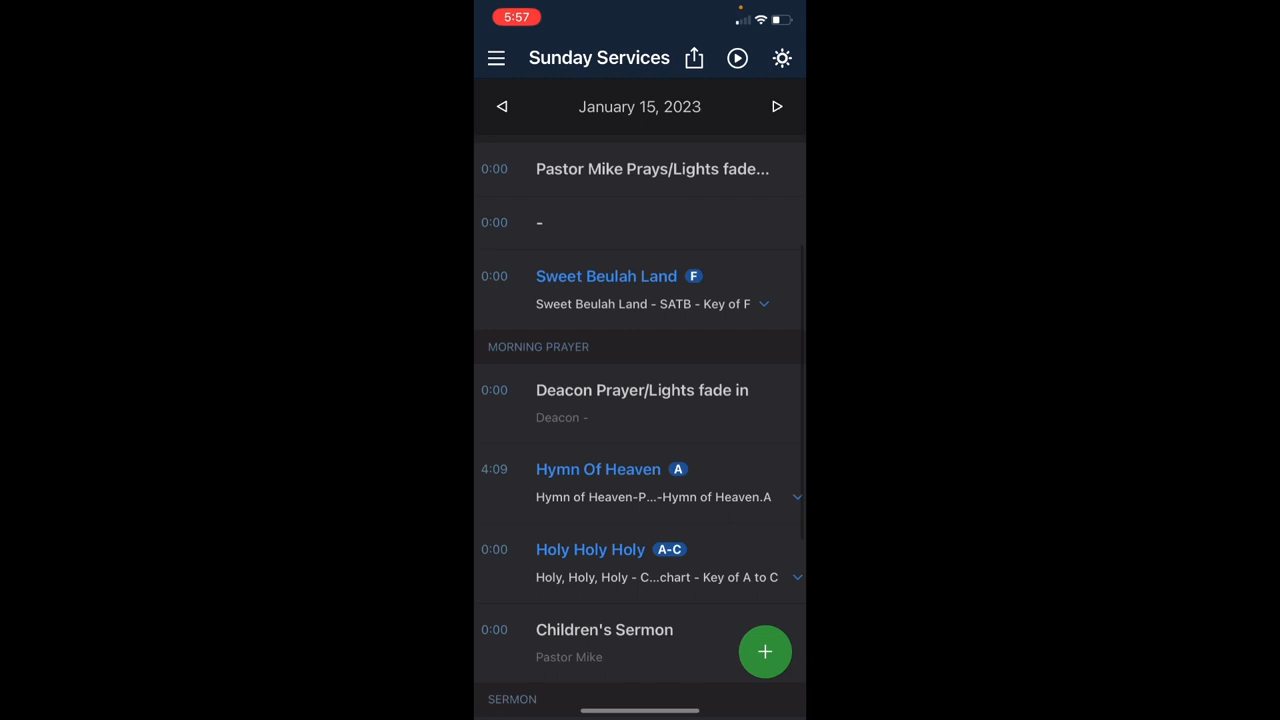 5:57
Sunday Services
January 15, 2023
0:00 Pastor Mike Prays/Lights fade...
0:00 -
0:00 Sweet Beulah Land F
Sweet Beulah Land - SATB - Key of F
MORNING PRAYER
0:00 Deacon Prayer/Lights fade in
Deacon -
4:09 Hymn Of Heaven A
Hymn of Heaven-P...-Hymn of Heaven.A
0:00 Holy Holy Holy A-C
Holy, Holy, Holy - C...chart - Key of A to C
0:00 Children's Sermon
Pastor Mike
SERMON